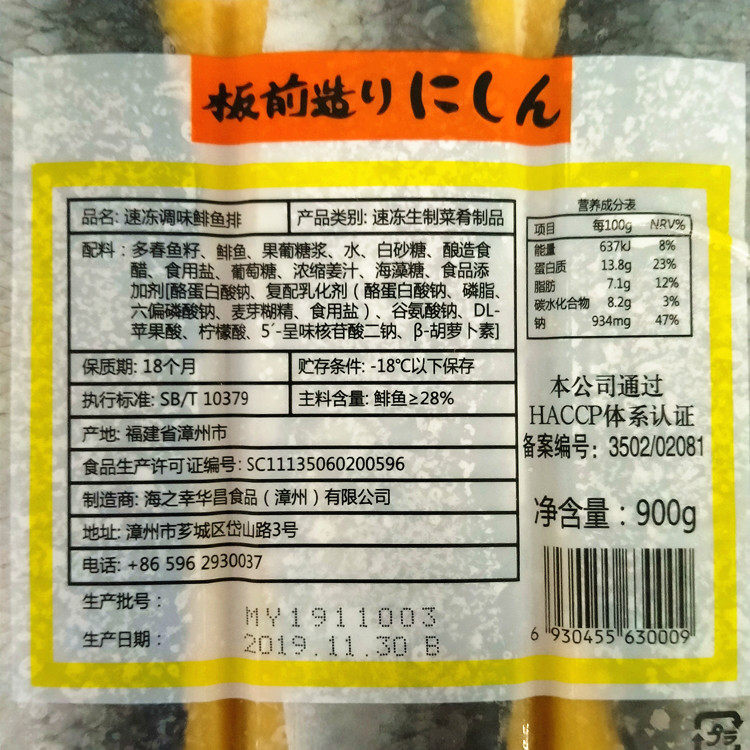 板前造りにしん
品名: 速冻调味鲱鱼排
产品类别: 速冻生制菜肴制品
配料：多春鱼籽、鲱鱼、果葡糖浆、水、白砂糖、酿造食
醋、食用盐、葡萄糖、浓缩姜汁、海藻糖、食品添
加剂[酪蛋白酸钠、复配乳化剂（酪蛋白酸钠、磷脂、
六偏磷酸钠、麦芽糊精、食用盐）、谷氨酸钠、DL-
苹果酸、柠檬酸、5′-呈味核苷酸二钠、β-胡萝卜素]
保质期: 18个月
贮存条件: -18℃以下保存
执行标准: SB/T 10379
主料含量: 鲱鱼≥28%
产地: 福建省漳州市
食品生产许可证编号: SC11135060200596
制造商: 海之幸华昌食品（漳州）有限公司
地址: 漳州市芗城区岱山路3号
电话: +86 596 2930037
生产批号：
MY1911003
生产日期：
2019.11.30 B
营养成分表
项目 每100g NRV%
能量 637kJ 8%
蛋白质 13.8g 23%
脂肪 7.1g 12%
碳水化合物 8.2g 3%
钠 934mg 47%
本公司通过
HACCP体系认证
备案编号：3502/02081
净含量：900g
6 930455 630009
プラ